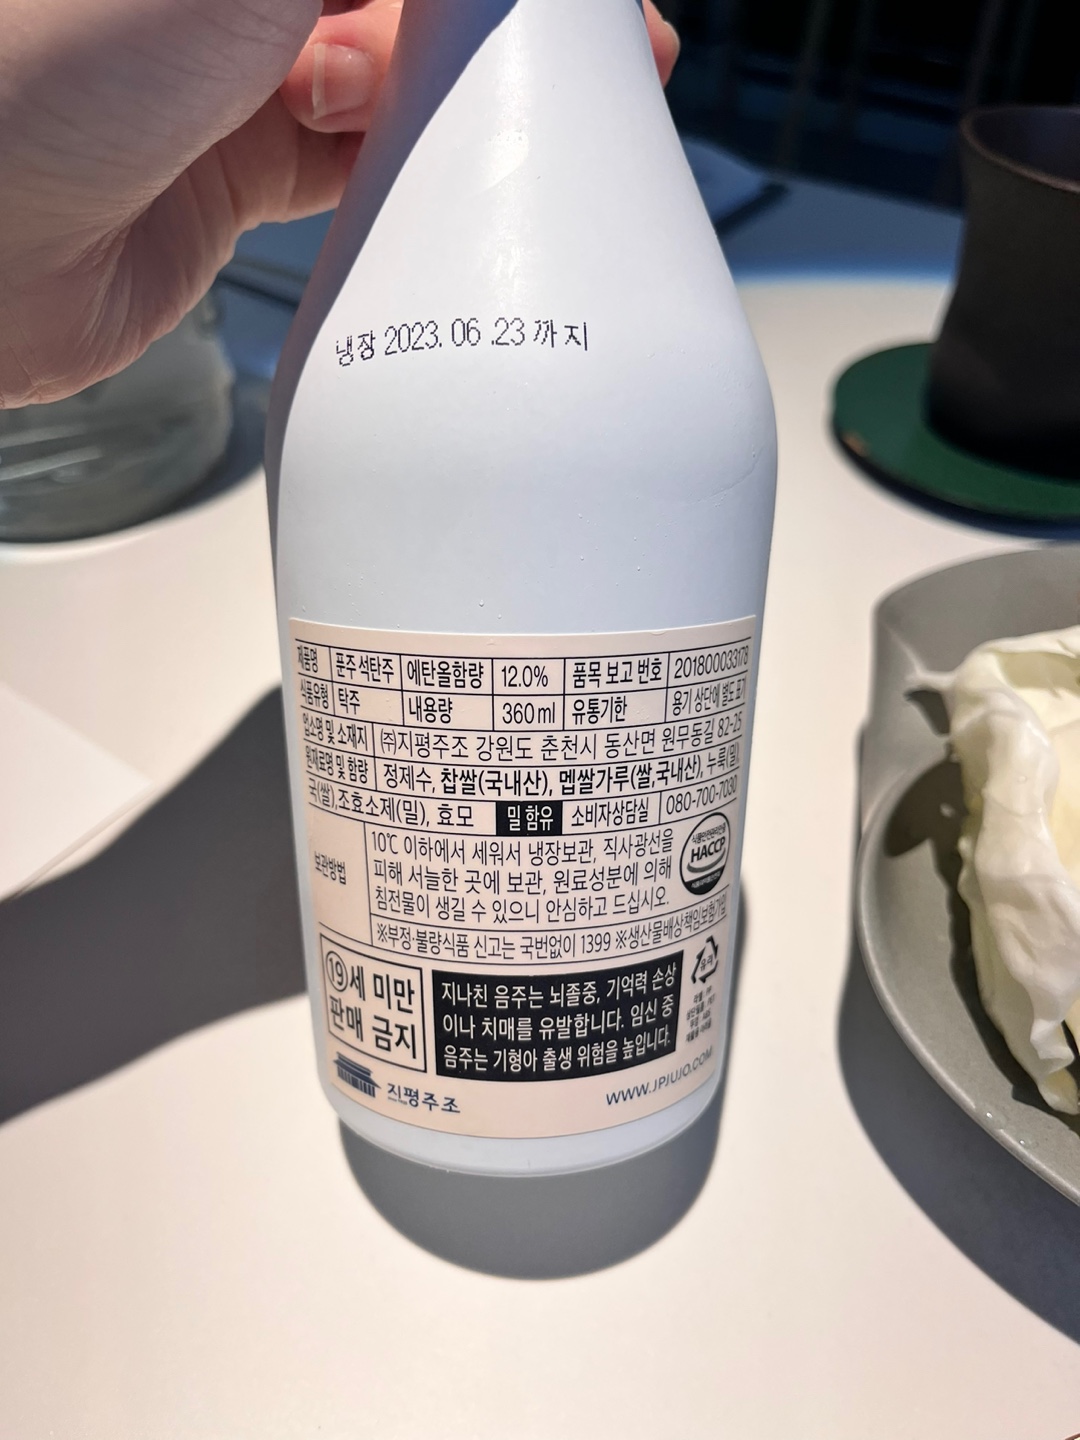 냉장 2023. 06 .23 까지
제품명 푼주 석탄주 에탄올함량 12.0% 품목 보고 번호 201800033178
식품유형 탁주 내용량 360ml 유통기한 용기 상단에 별도 표기
업소명 및 소재지 (주)지평주조 강원도 춘천시 동산면 원무동길 82-25
원재료명 및 함량 정제수, 찹쌀(국내산), 멥쌀가루(쌀,국내산), 누룩(밀),
국(쌀),조효소제(밀), 효모 밀 함유 소비자상담실 080-700-7030
보관방법 10℃ 이하에서 세워서 냉장보관, 직사광선을
피해 서늘한 곳에 보관, 원료성분에 의해
침전물이 생길 수 있으니 안심하고 드십시오.
HACCP
※부정·불량식품 신고는 국번없이 1399 ※생산물배상책임보험가입
19세 미만
판매 금지
지나친 음주는 뇌졸중, 기억력 손상
이나 치매를 유발합니다. 임신 중
음주는 기형아 출생 위험을 높입니다.
유리
지평주조
WWW.JPJUJO.COM